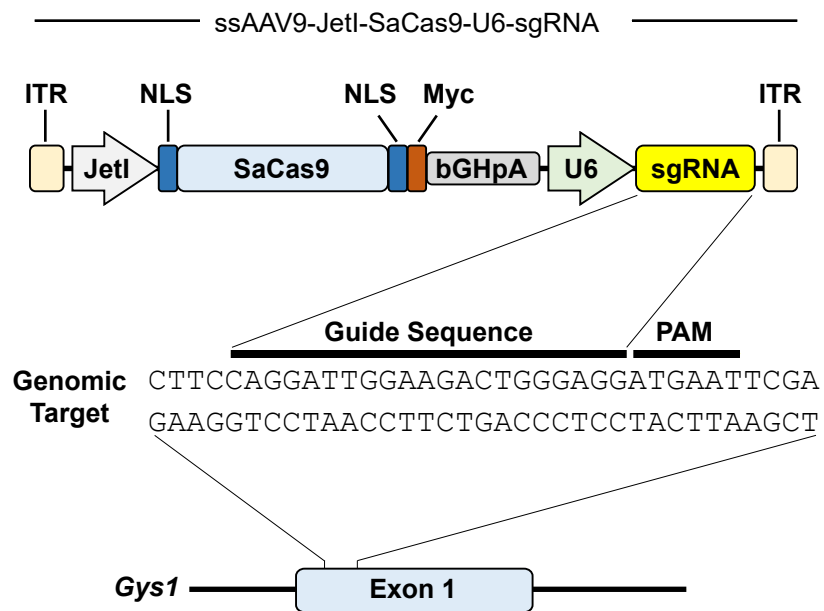 ssAAV9-JetI-SaCas9-U6-sgRNA
ITR NLS NLS Myc ITR
JetI SaCas9 bGHpA U6 sgRNA
Guide Sequence PAM
Genomic Target
CTTCCAGGATTGGAAGACTGGGAGGATGAATTCGA
GAAGGTCCTAACCTTCTGACCCTCCTACTTAAGCT
Gys1 Exon 1